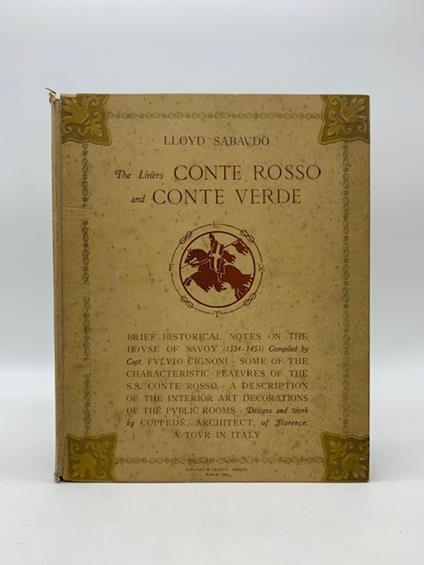 LLOYD SABAVDO
The Liners CONTE ROSSO
and CONTE VERDE
F
E
R
T
BRIEF HISTORICAL NOTES ON THE
HOVSE OF SAVOY (1334-1451) Compiled by
Capt. FVLVIO CIGNONI - SOME OF THE
CHARACTERISTIC FEATVRES OF THE
S.S. CONTE ROSSO - A DESCRIPTION
OF THE INTERIOR ART DECORATIONS
OF THE PVBLIC ROOMS - Designs and work
by COPPEDÈ, ARCHITECT, of Florence.
A TOVR IN ITALY